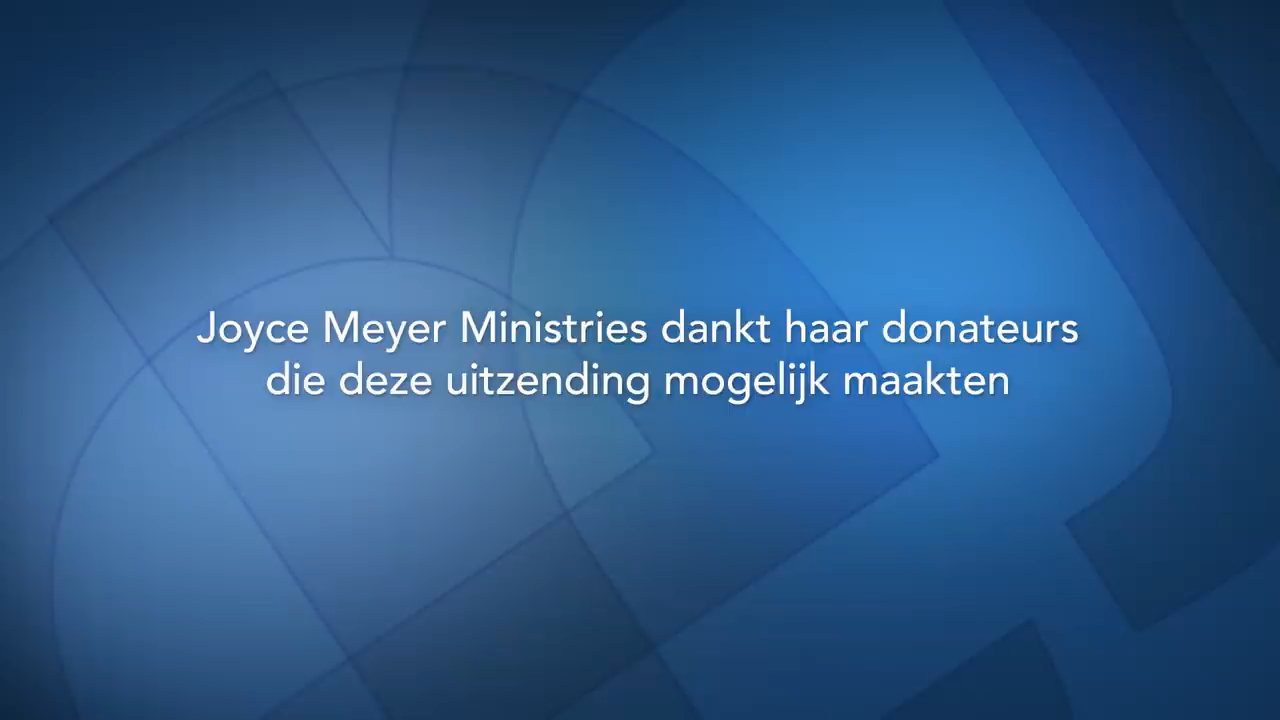 Joyce Meyer Ministries dankt haar donateurs
die deze uitzending mogelijk maakten